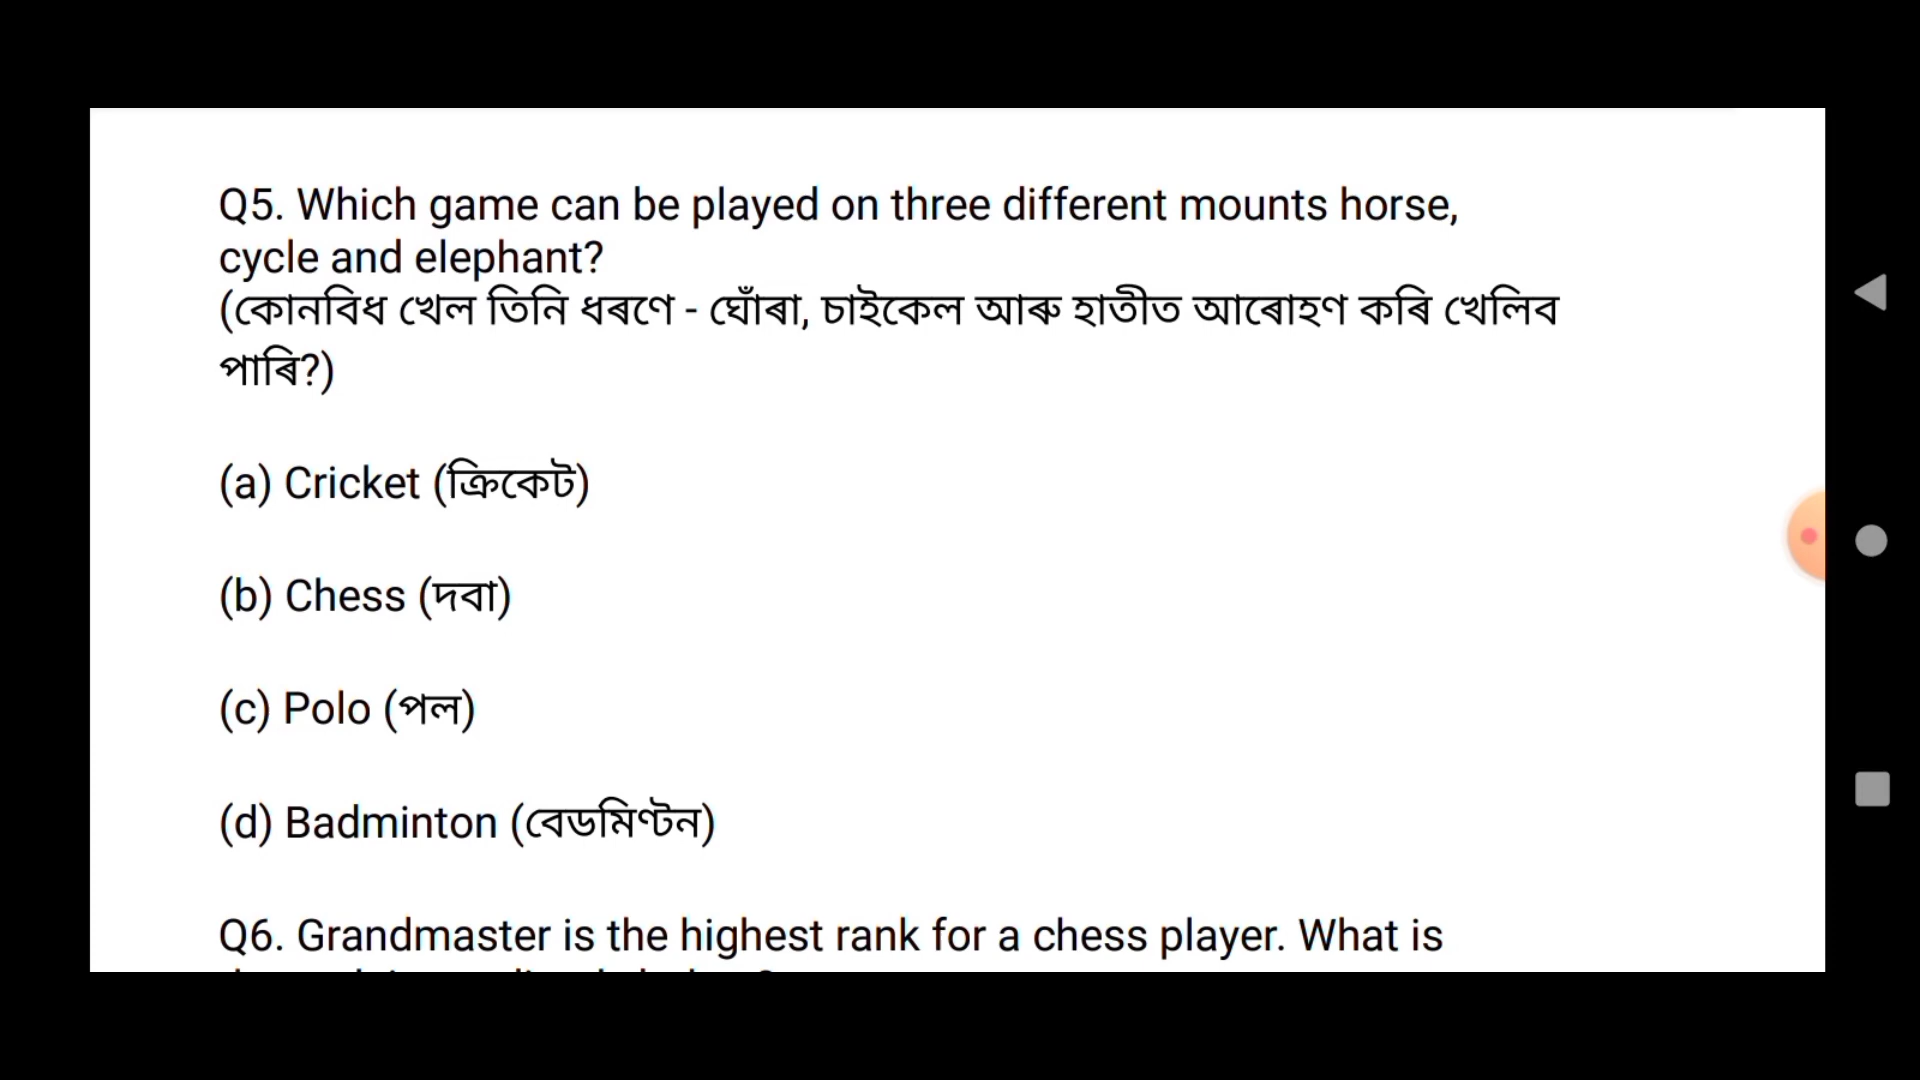 Q5. Which game can be played on three different mounts horse,
cycle and elephant?
(কোনবিধ খেল তিনি ধৰণে - ঘোঁৰা, চাইকেল আৰু হাতীত আৰোহণ কৰি খেলিব
পাৰি?)
(a) Cricket (ক্ৰিকেট)
(b) Chess (দবা)
(c) Polo (পল)
(d) Badminton (বেডমিণ্টন)
Q6. Grandmaster is the highest rank for a chess player. What is